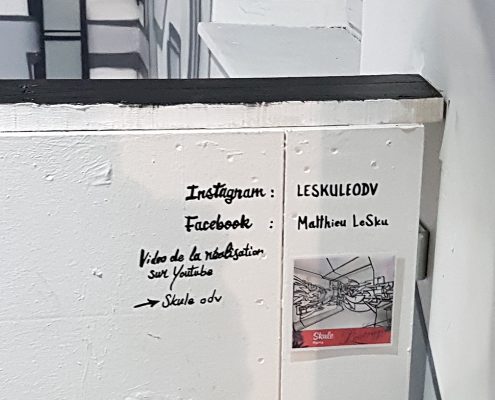 Instagram : LESKULEODV
Facebook : Matthieu LeSku
Video de la réalisation
sur Youtube
→ Skule odv
Skule